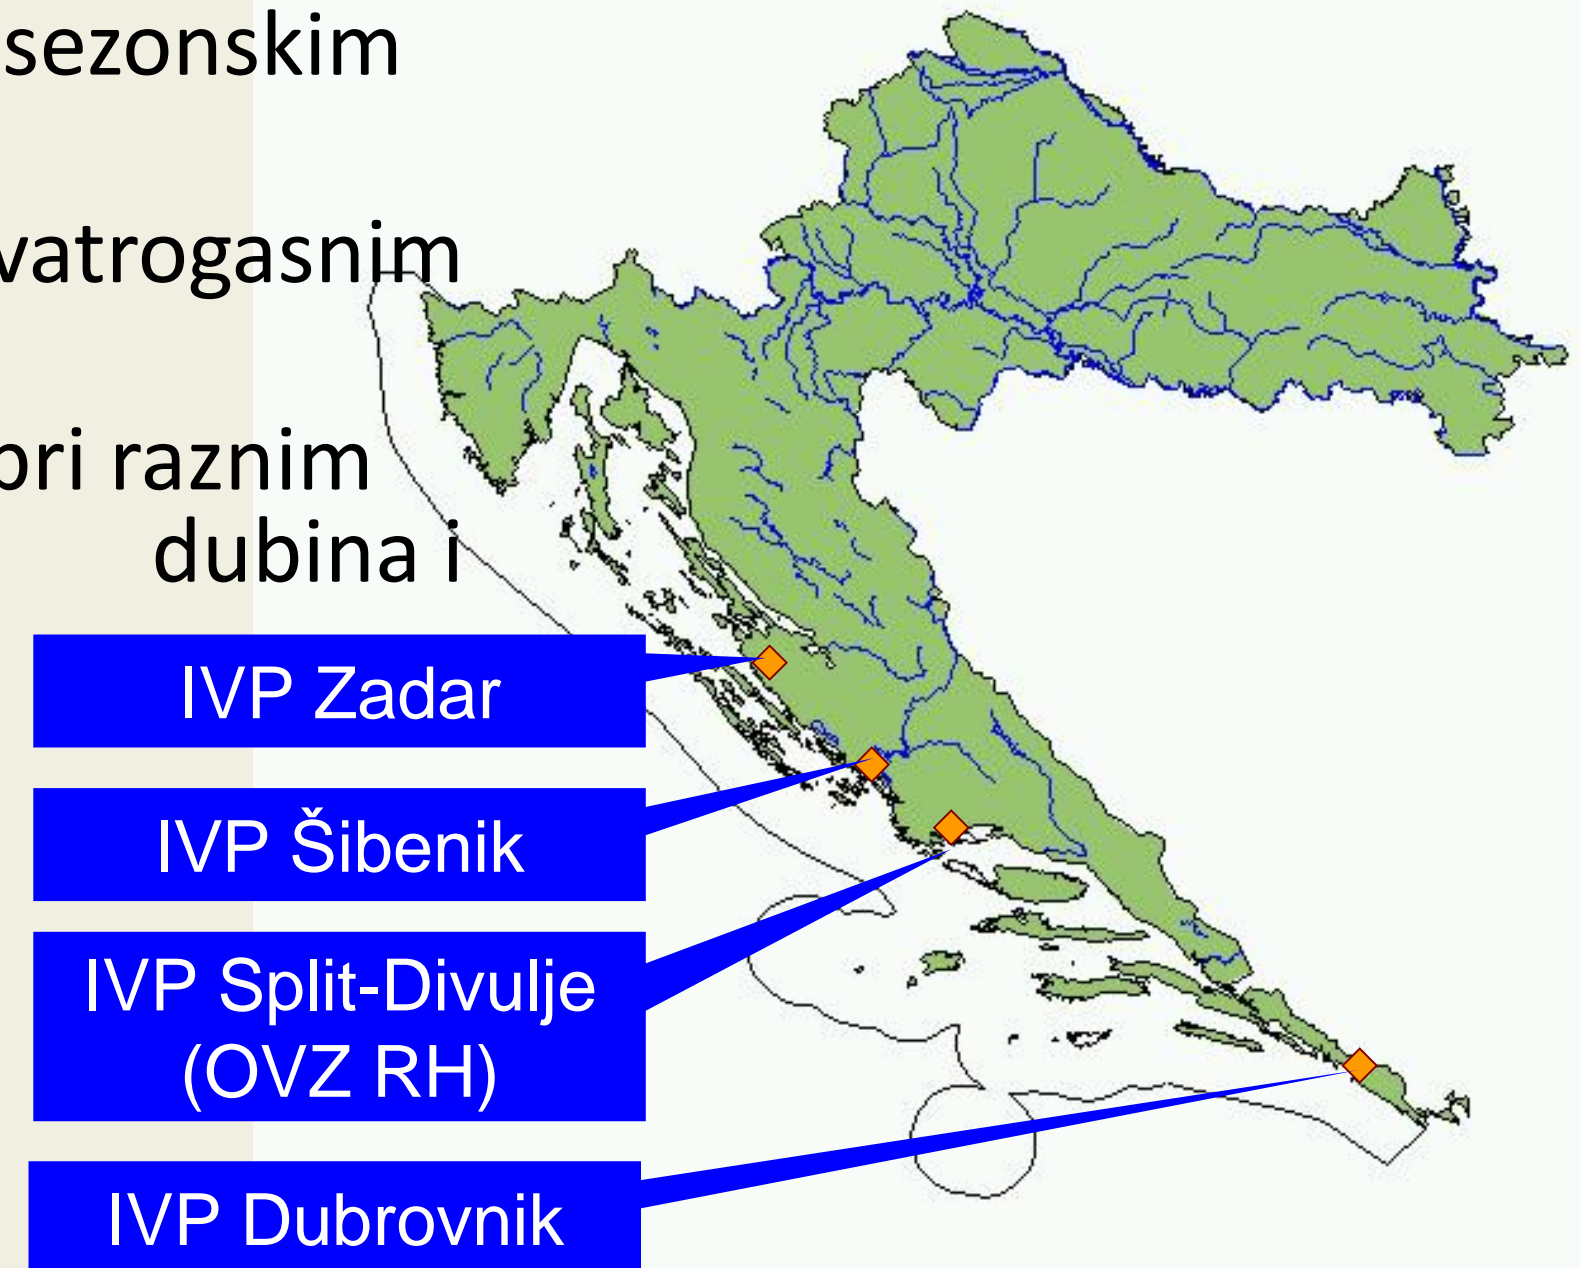 sezonskim
vatrogasnim
pri raznim
dubina i
IVP Zadar
IVP Šibenik
IVP Split-Divulje
(OVZ RH)
IVP Dubrovnik